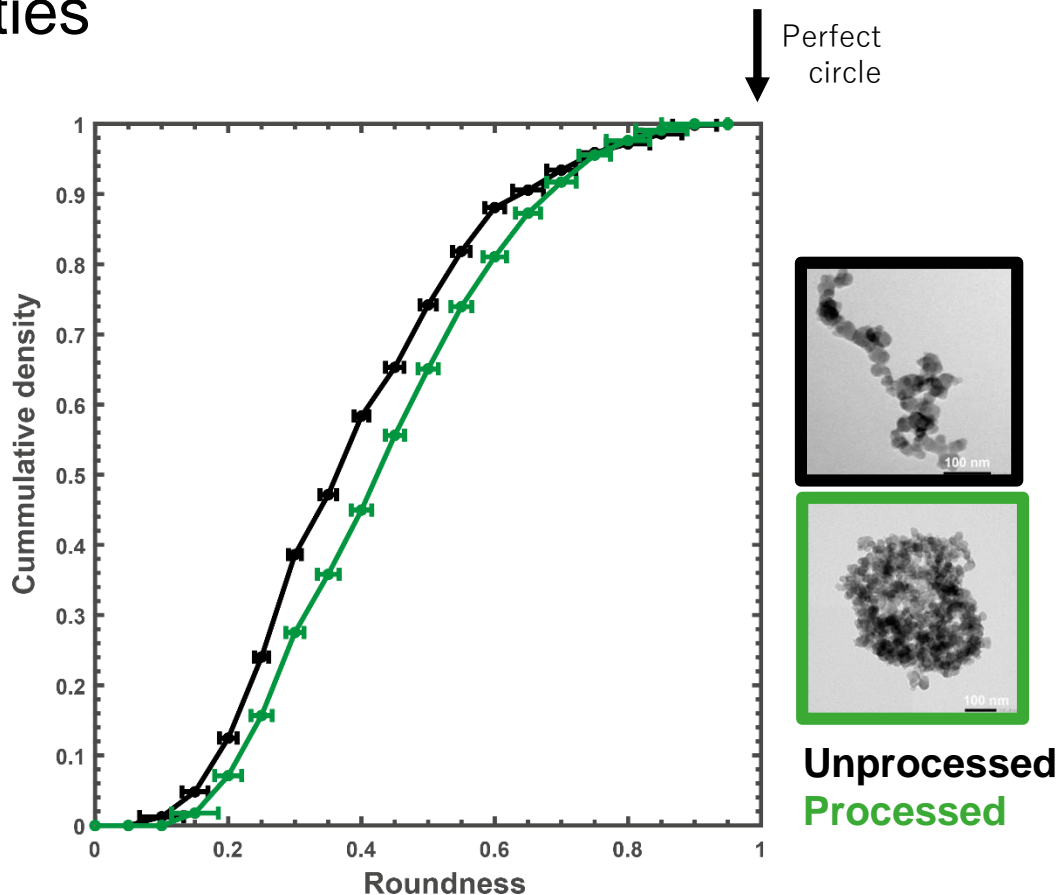 ties
Perfect
circle
1
0.9
0.8
0.7
0.6
0.5
0.4
0.3
0.2
0.1
0
Cummulative density
0
0.2
0.4
0.6
0.8
1
Roundness
100 nm
100 nm
Unprocessed
Processed